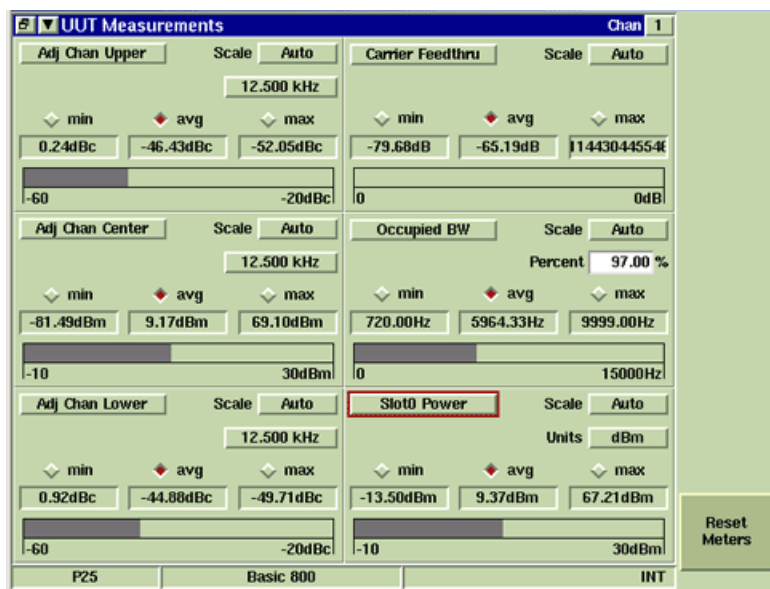 UUT Measurements Chan 1
Adj Chan Upper Scale Auto
12.500 kHz
min avg max
0.24dBc -46.43dBc -52.05dBc
-60 -20dBc
Carrier Feedthru Scale Auto
min avg max
-79.68dB -65.19dB
0 0dB
Adj Chan Center Scale Auto
12.500 kHz
min avg max
-81.49dBm 9.17dBm 69.10dBm
-10 30dBm
Occupied BW Scale Auto
Percent 97.00 %
min avg max
720.00Hz 5964.33Hz 9999.00Hz
0 15000Hz
Adj Chan Lower Scale Auto
12.500 kHz
min avg max
0.92dBc -44.88dBc -49.71dBc
-60 -20dBc
Slot0 Power Scale Auto
Units dBm
min avg max
-13.50dBm 9.37dBm 67.21dBm
-10 30dBm
Reset
Meters
P25 Basic 800 INT